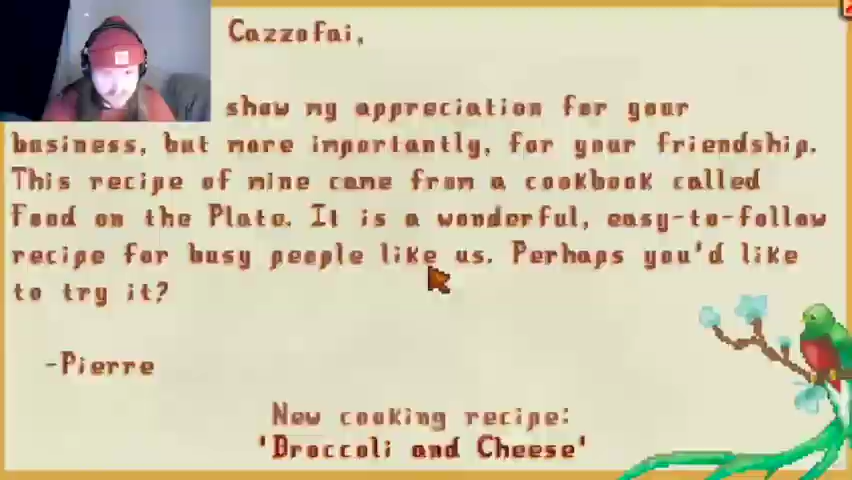 Cazzofai,
show my appreciation for your
business, but more importantly, for your friendship.
This recipe of mine came from a cookbook called
Food on the Plate. It is a wonderful, easy-to-follow
recipe for busy people like us. Perhaps you'd like
to try it?
-Pierre
New cooking recipe:
'Broccoli and Cheese'